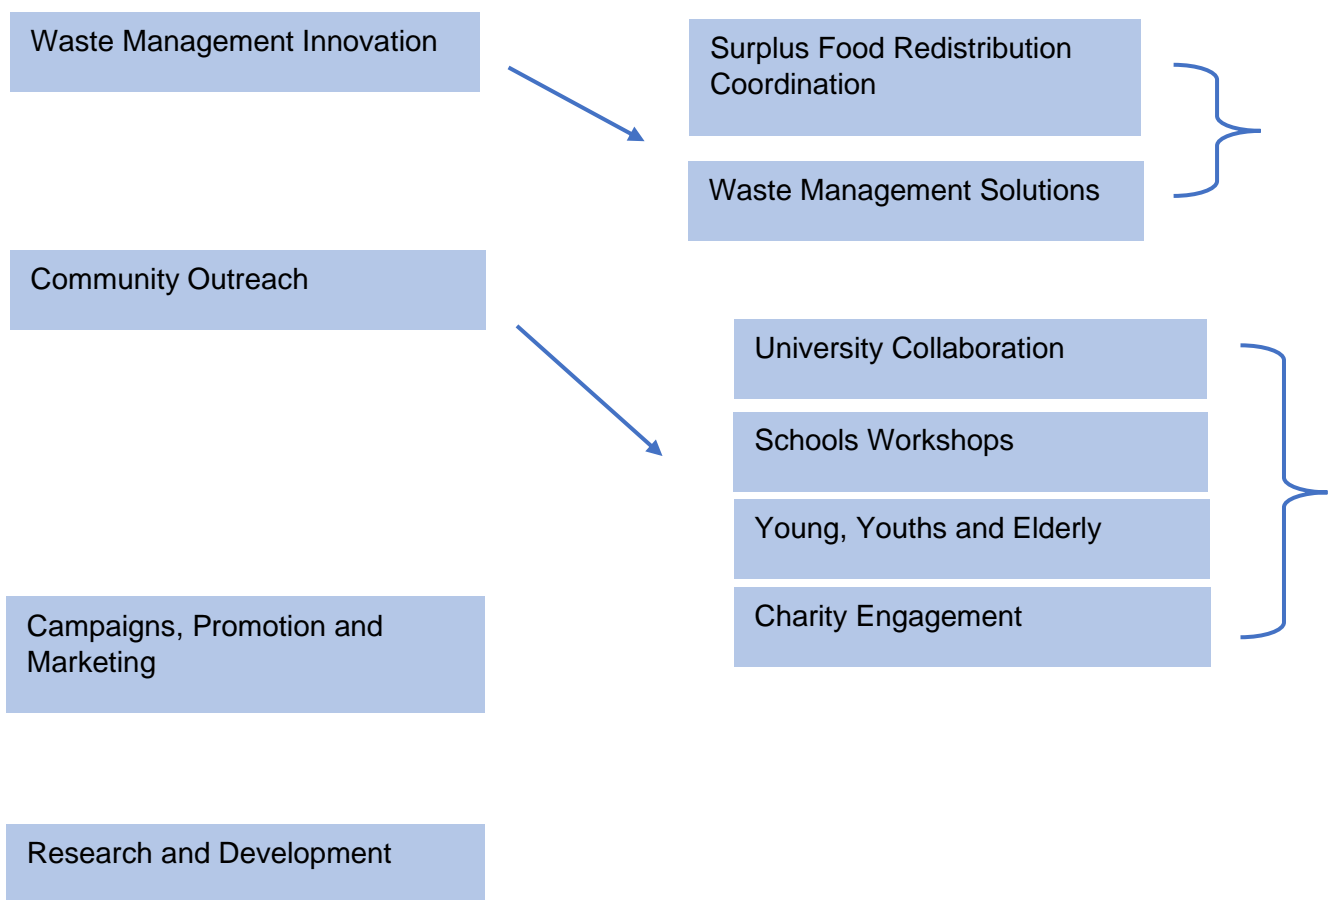 Waste Management Innovation
Surplus Food Redistribution
Coordination
Waste Management Solutions
Community Outreach
University Collaboration
Schools Workshops
Young, Youths and Elderly
Charity Engagement
Campaigns, Promotion and
Marketing
Research and Development